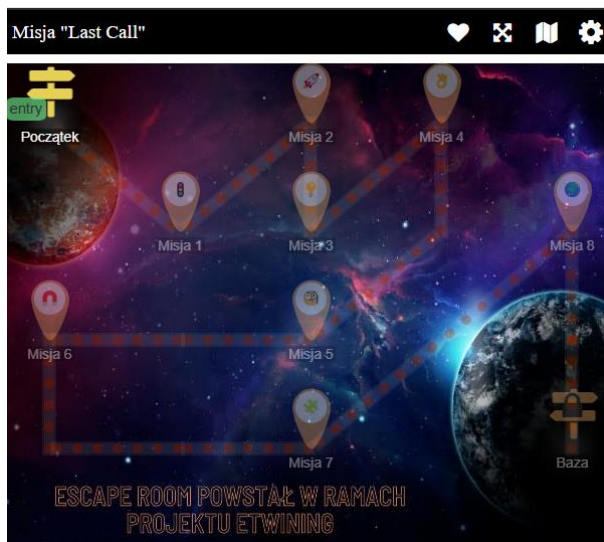 Misja "Last Call"
entry
Początek
Misja 2
Misja 4
Misja 1
Misja 3
Misja 8
Misja 6
Misja 5
Misja 7
Baza
ESCAPE ROOM POWSTAŁ W RAMACH
PROJEKTU ETWINING